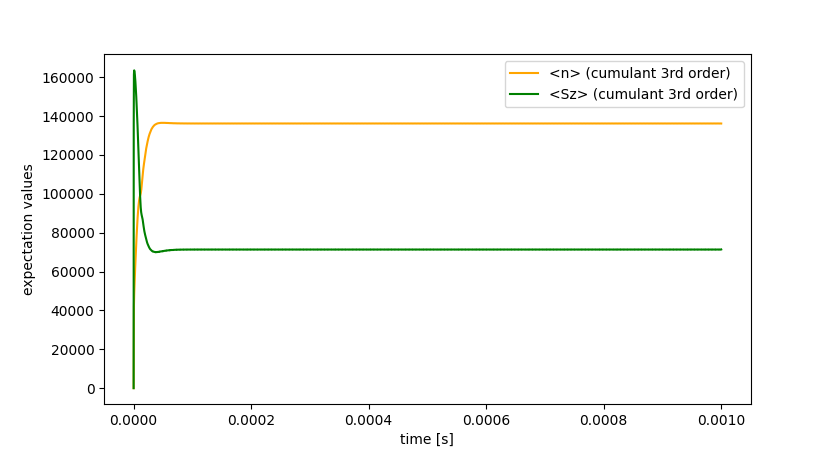 <n> (cumulant 3rd order)
<Sz> (cumulant 3rd order)
expectation values
160000
140000
120000
100000
80000
60000
40000
20000
0
0.0000 0.0002 0.0004 0.0006 0.0008 0.0010
time [s]